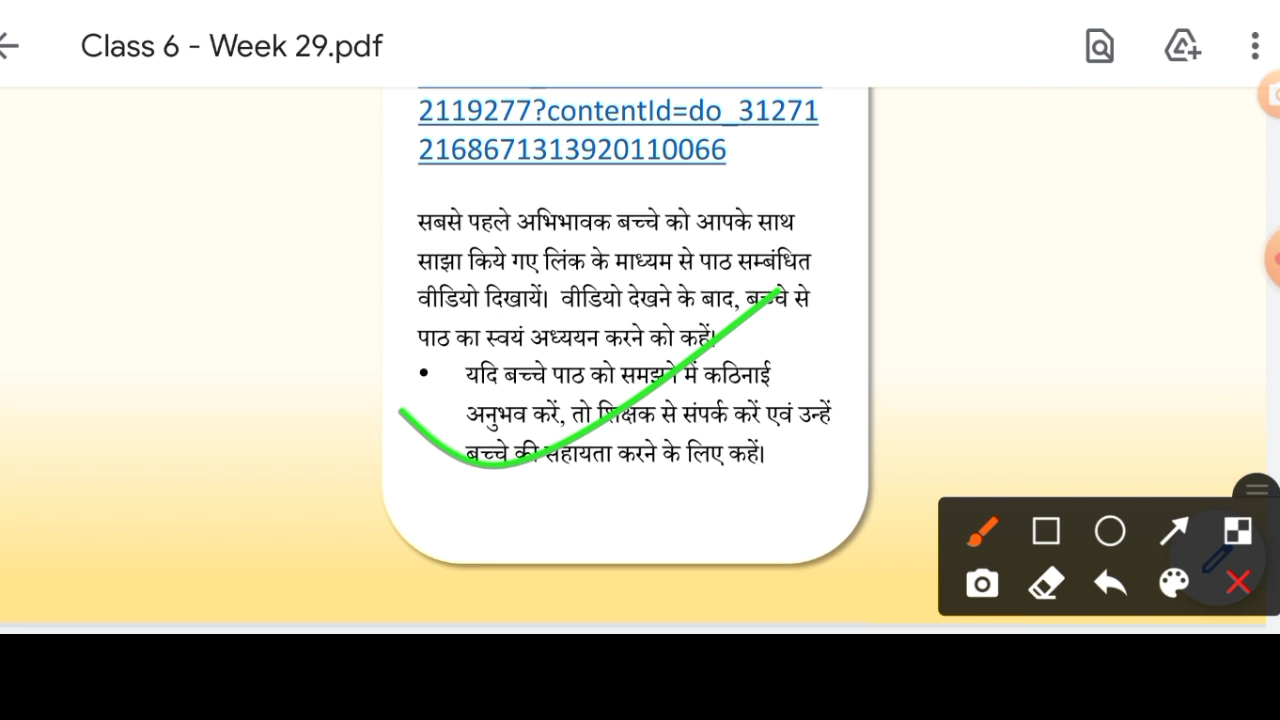 Class 6 - Week 29.pdf
2119277?contentId=do_31271
216867131392011​0066
सबसे पहले अभिभावक बच्चे को आपके साथ
साझा किये गए लिंक के माध्यम से पाठ सम्बंधित
वीडियो दिखायें। वीडियो देखने के बाद, बच्चे से
पाठ का स्वयं अध्ययन करने को कहें।
• यदि बच्चे पाठ को समझने में कठिनाई
अनुभव करें, तो शिक्षक से संपर्क करें एवं उन्हें
बच्चे की सहायता करने के लिए कहें।